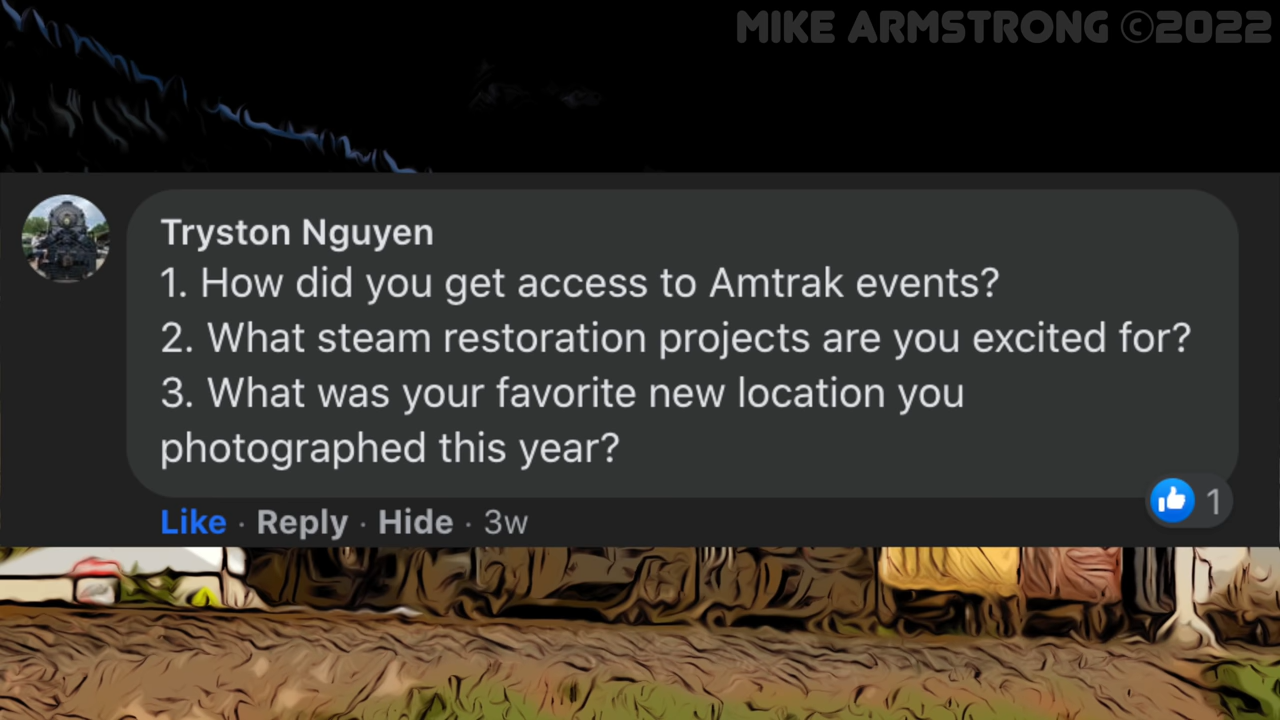 MIKE ARMSTRONG ©2022
Tryston Nguyen
1. How did you get access to Amtrak events?
2. What steam restoration projects are you excited for?
3. What was your favorite new location you
photographed this year?
1
Like · Reply · Hide · 3w